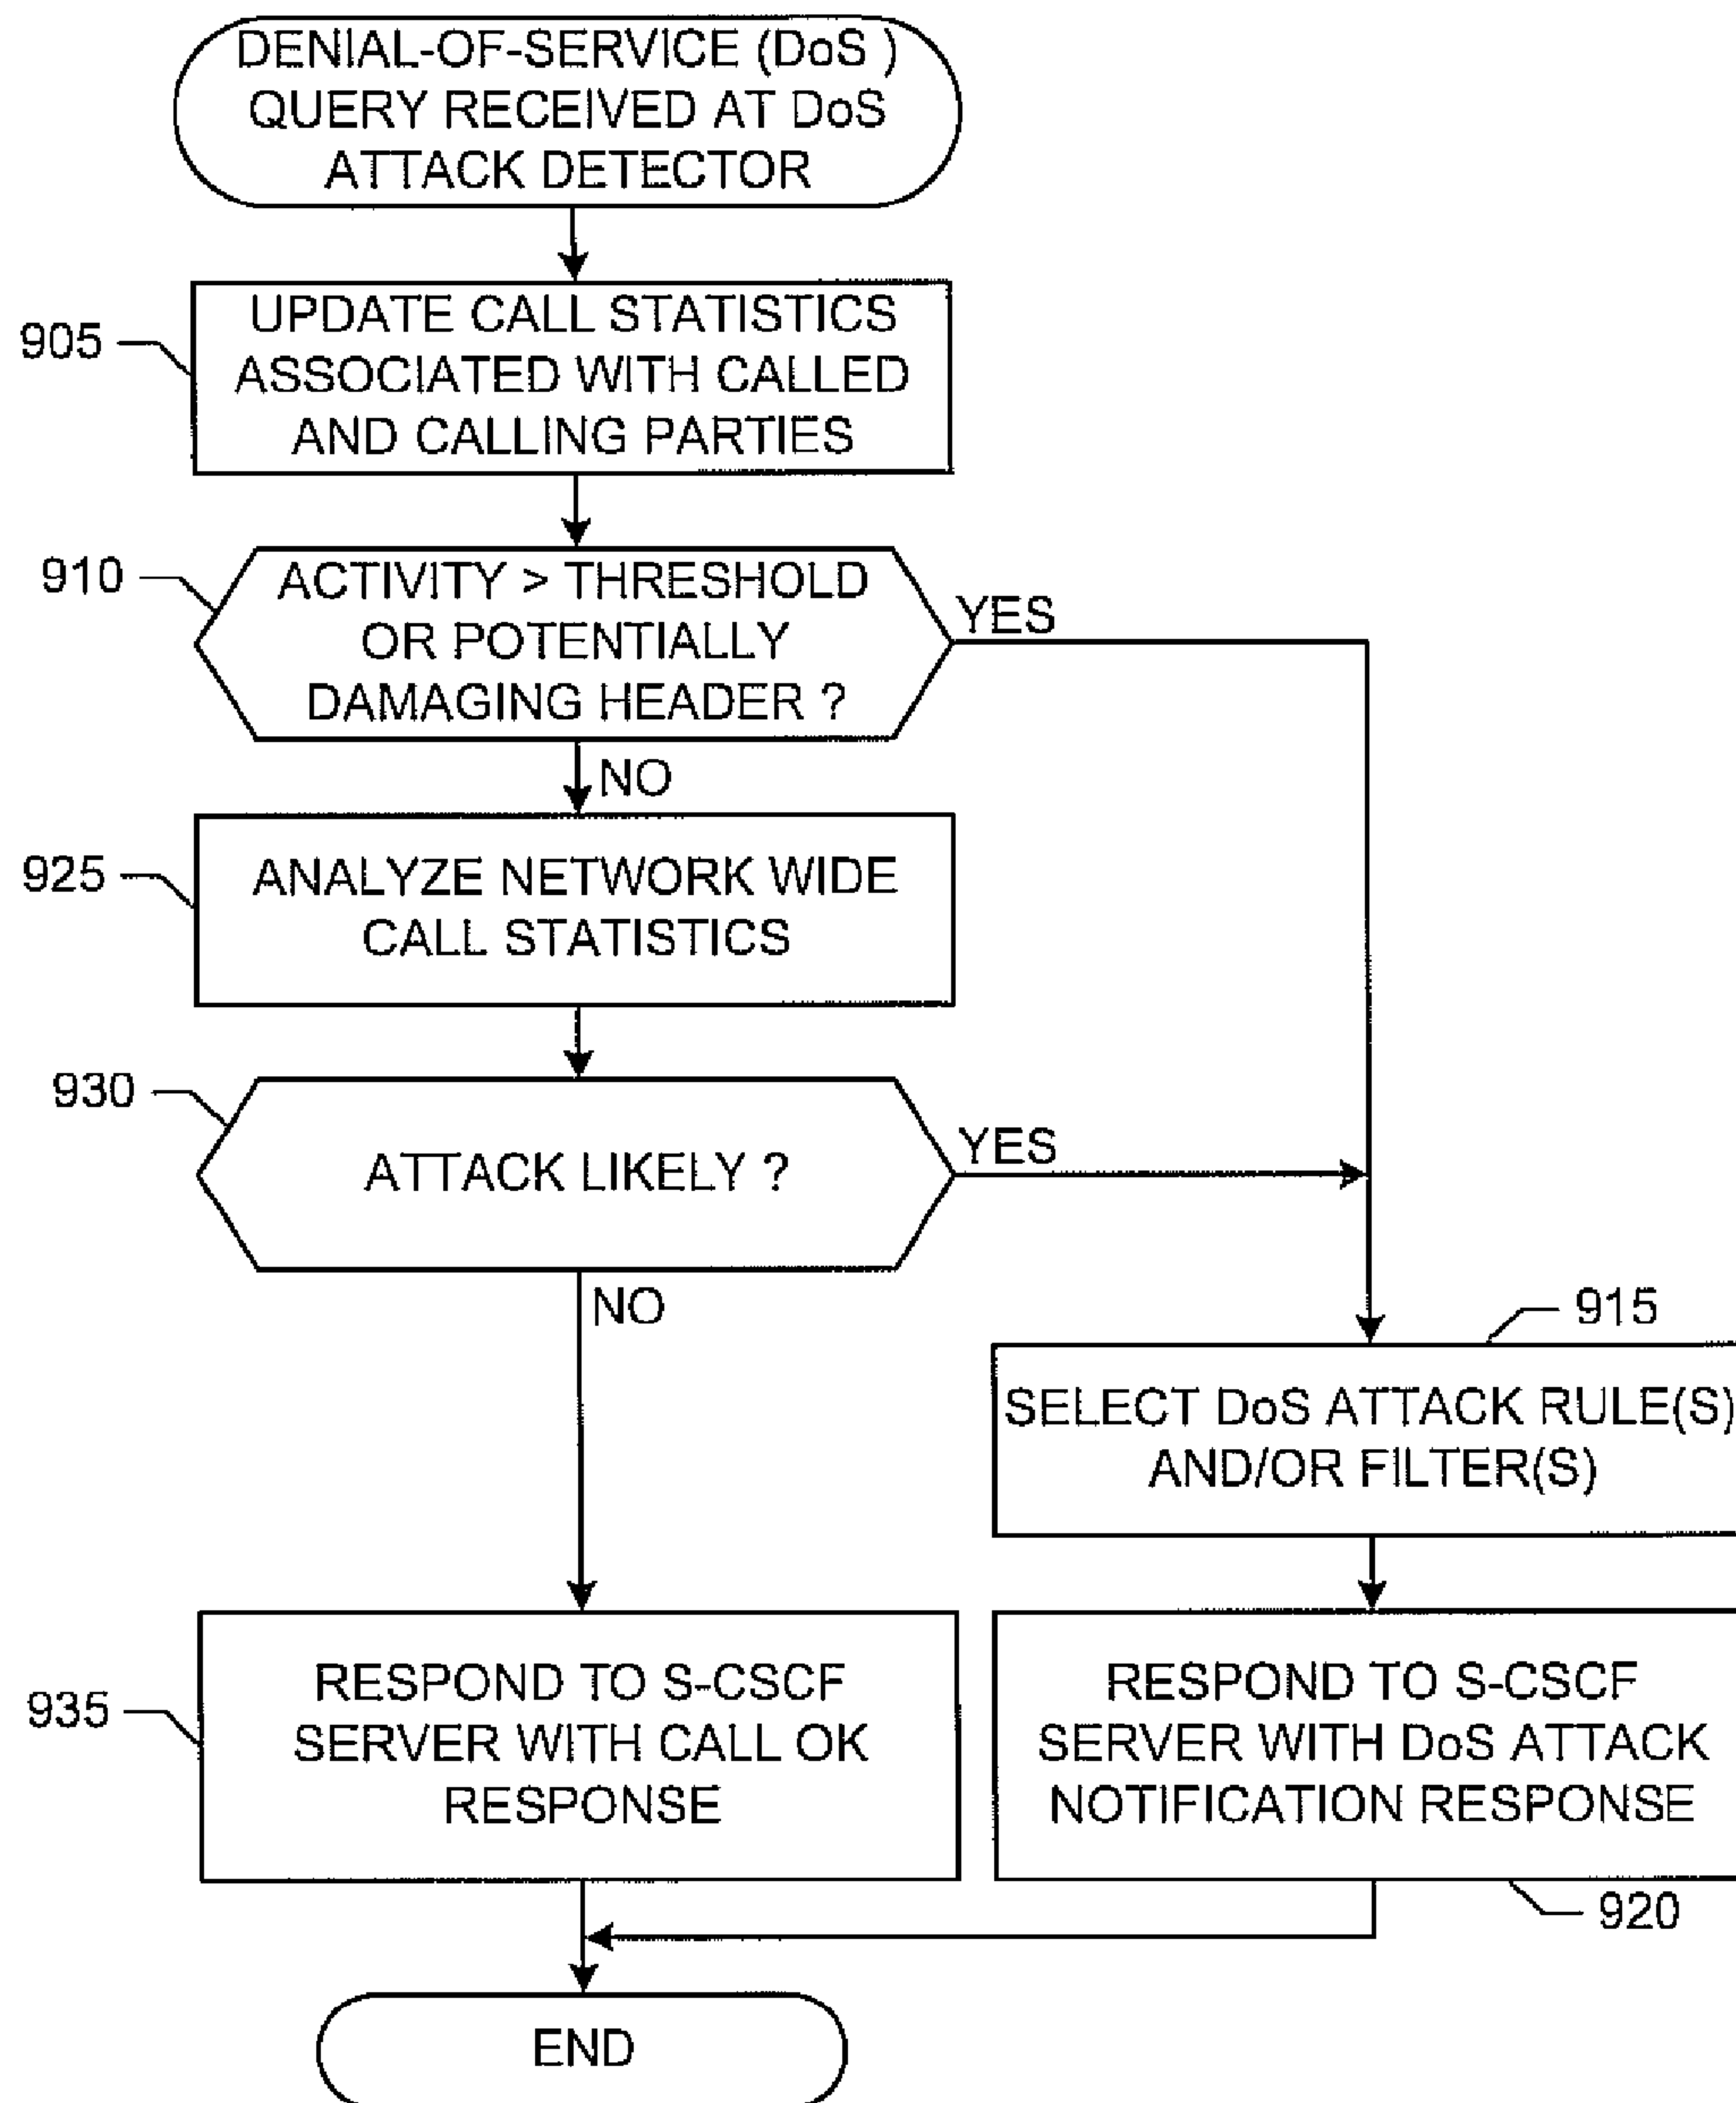 DENIAL-OF-SERVICE (DoS )
QUERY RECEIVED AT DoS
ATTACK DETECTOR
905
UPDATE CALL STATISTICS
ASSOCIATED WITH CALLED
AND CALLING PARTIES
910
ACTIVITY > THRESHOLD
OR POTENTIALLY
DAMAGING HEADER ?
YES
NO
925
ANALYZE NETWORK WIDE
CALL STATISTICS
930
ATTACK LIKELY ?
YES
NO
915
SELECT DoS ATTACK RULE(S)
AND/OR FILTER(S)
935
RESPOND TO S-CSCF
SERVER WITH CALL OK
RESPONSE
RESPOND TO S-CSCF
SERVER WITH DoS ATTACK
NOTIFICATION RESPONSE
920
END